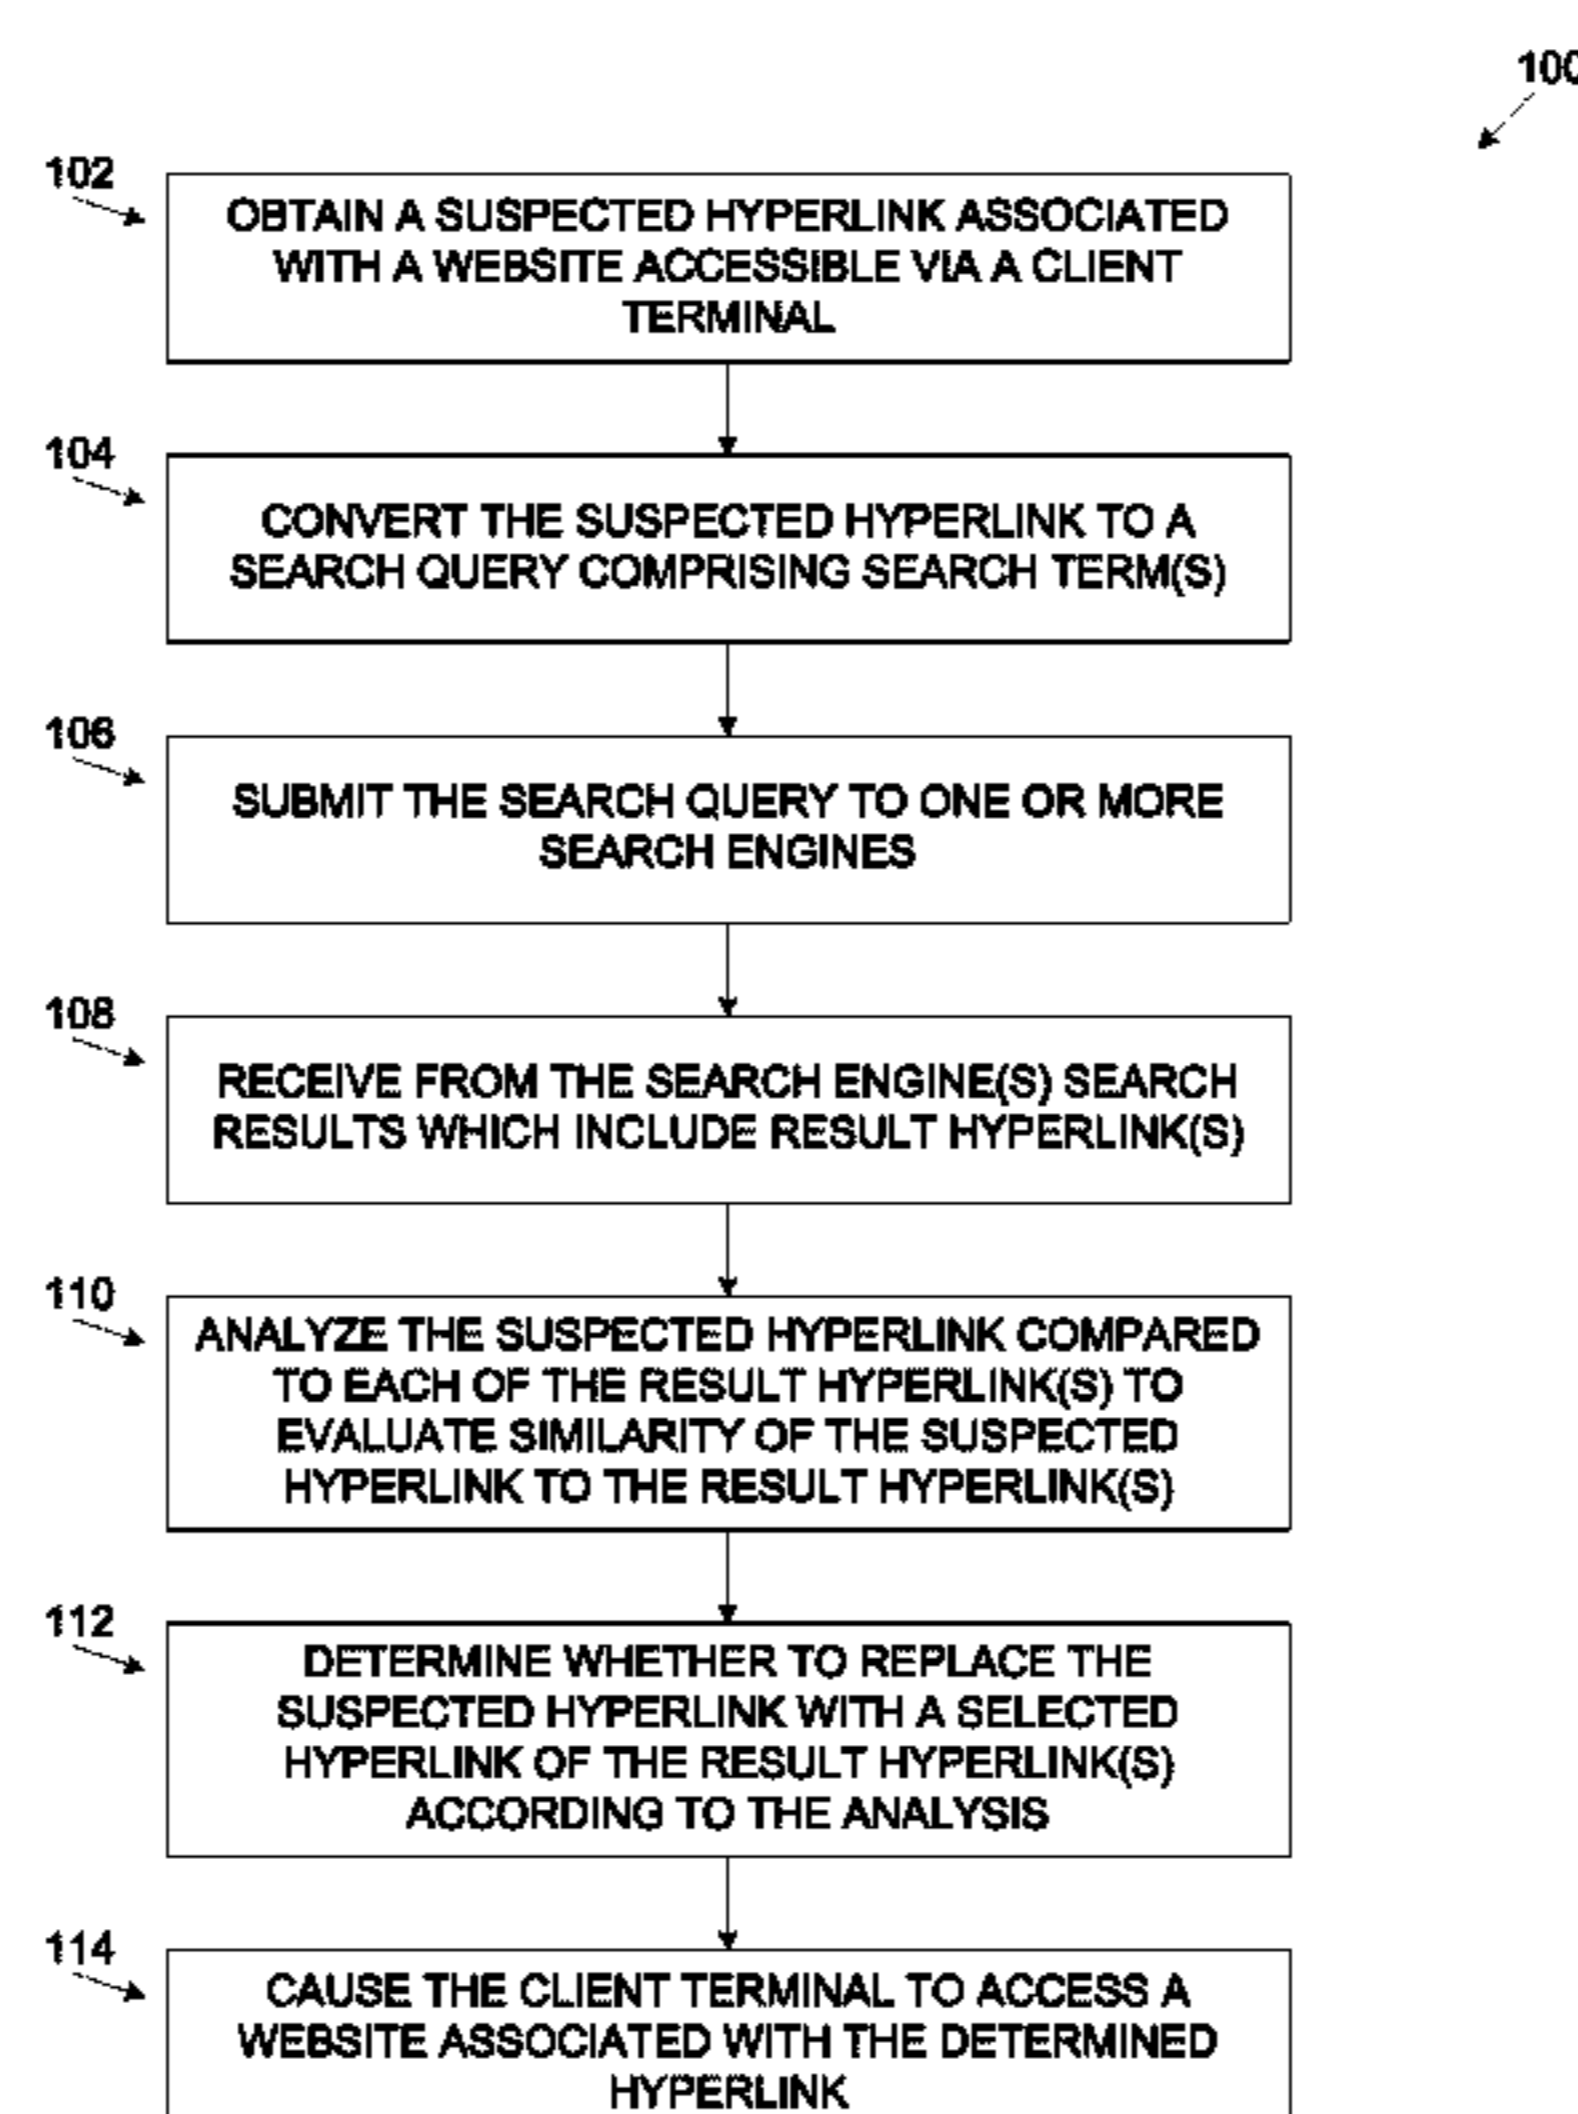 100
102
OBTAIN A SUSPECTED HYPERLINK ASSOCIATED
WITH A WEBSITE ACCESSIBLE VIA A CLIENT
TERMINAL
104
CONVERT THE SUSPECTED HYPERLINK TO A
SEARCH QUERY COMPRISING SEARCH TERM(S)
106
SUBMIT THE SEARCH QUERY TO ONE OR MORE
SEARCH ENGINES
108
RECEIVE FROM THE SEARCH ENGINE(S) SEARCH
RESULTS WHICH INCLUDE RESULT HYPERLINK(S)
110
ANALYZE THE SUSPECTED HYPERLINK COMPARED
TO EACH OF THE RESULT HYPERLINK(S) TO
EVALUATE SIMILARITY OF THE SUSPECTED
HYPERLINK TO THE RESULT HYPERLINK(S)
112
DETERMINE WHETHER TO REPLACE THE
SUSPECTED HYPERLINK WITH A SELECTED
HYPERLINK OF THE RESULT HYPERLINK(S)
ACCORDING TO THE ANALYSIS
114
CAUSE THE CLIENT TERMINAL TO ACCESS A
WEBSITE ASSOCIATED WITH THE DETERMINED
HYPERLINK